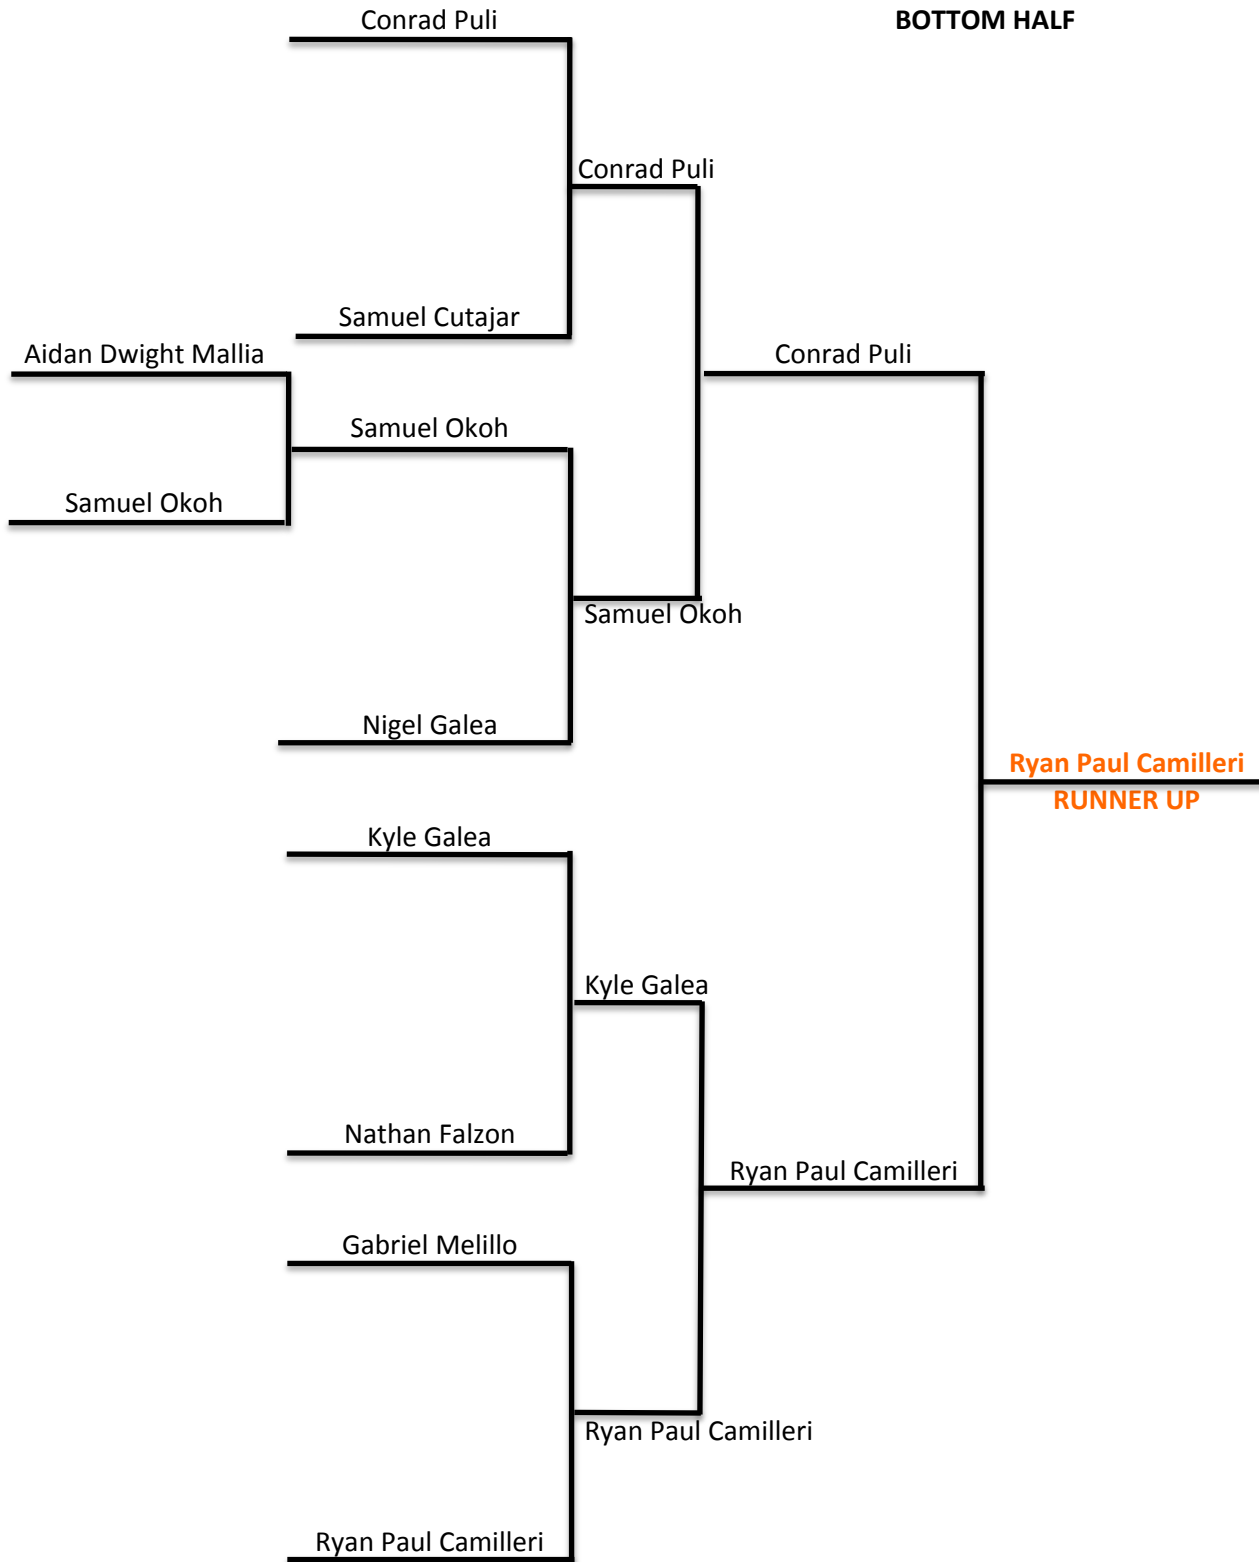 Conrad Puli
BOTTOM HALF
Conrad Puli
Samuel Cutajar
Aidan Dwight Mallia
Conrad Puli
Samuel Okoh
Samuel Okoh
Samuel Okoh
Nigel Galea
Ryan Paul Camilleri
RUNNER UP
Kyle Galea
Kyle Galea
Nathan Falzon
Ryan Paul Camilleri
Gabriel Melillo
Ryan Paul Camilleri
Ryan Paul Camilleri